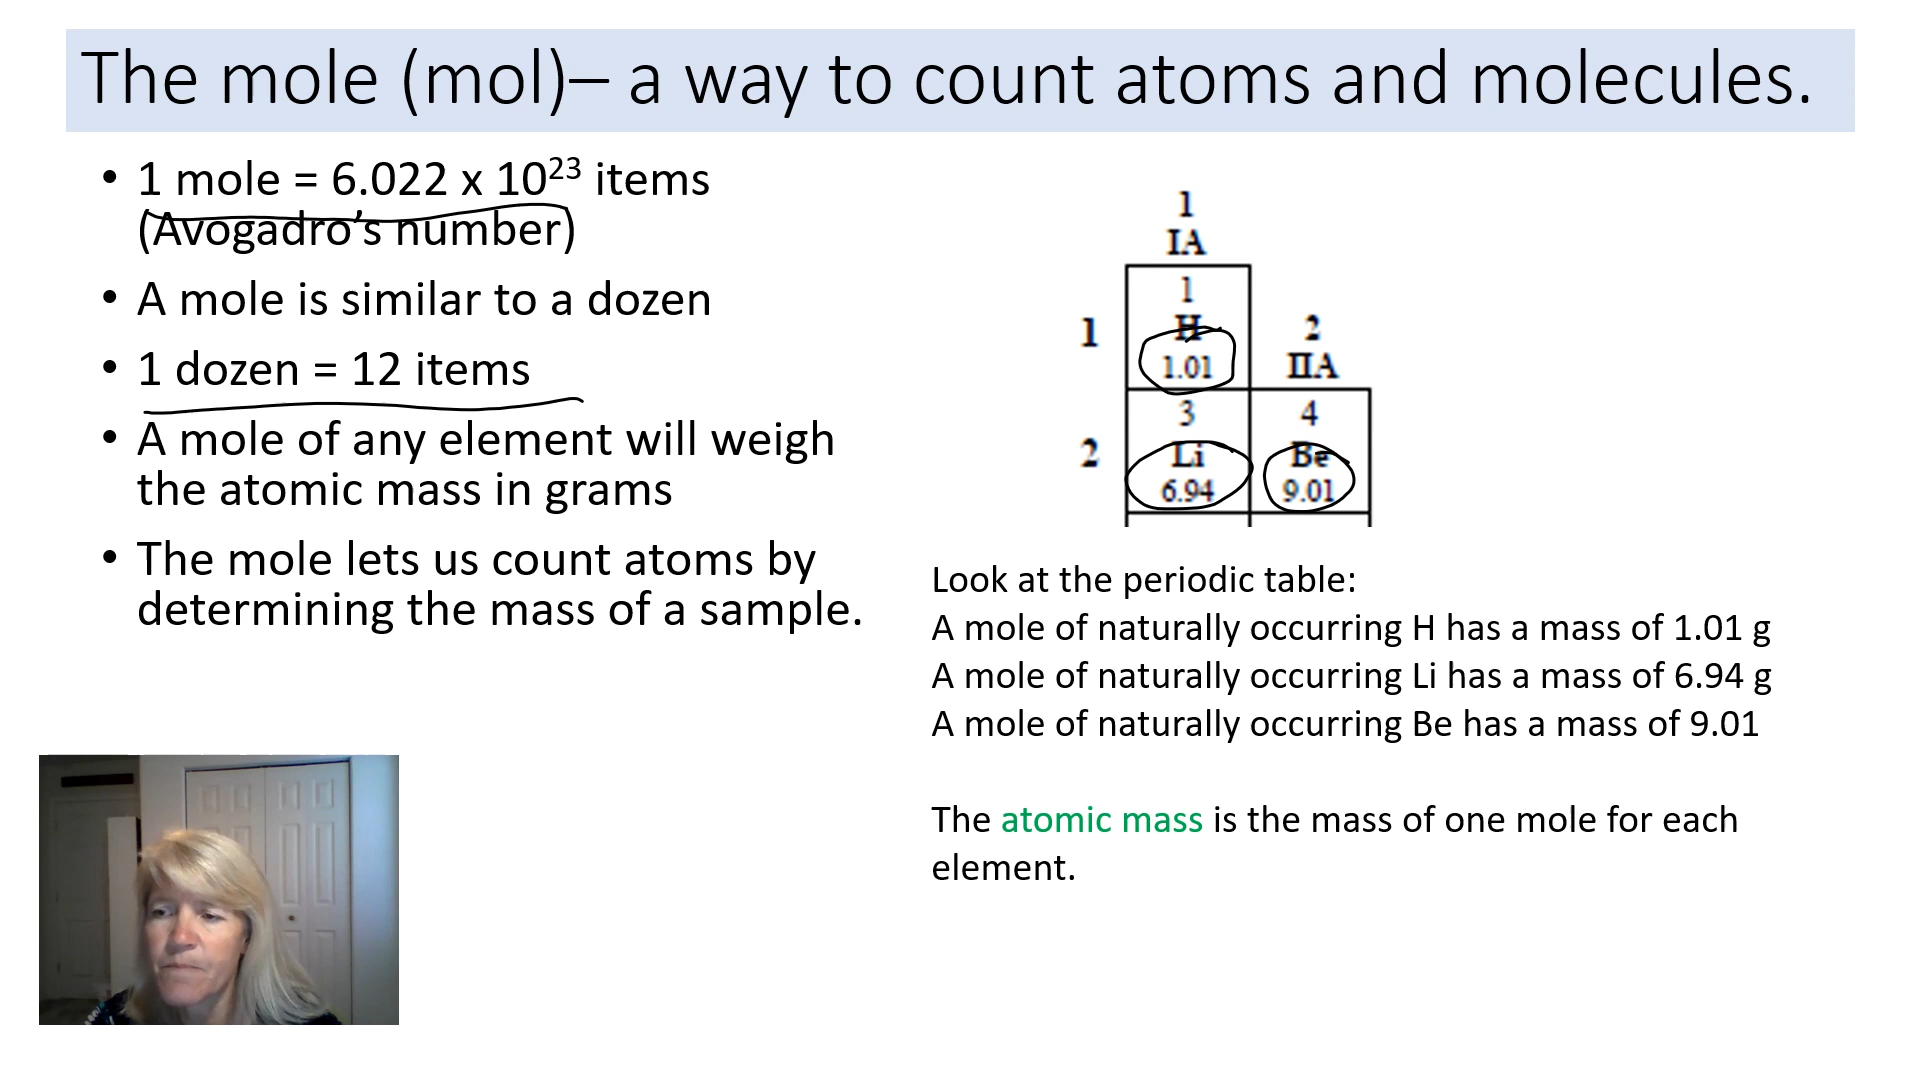 The mole (mol)– a way to count atoms and molecules.
• 1 mole = 6.022 x 10²³ items
(Avogadro’s number)
• A mole is similar to a dozen
• 1 dozen = 12 items
• A mole of any element will weigh
the atomic mass in grams
• The mole lets us count atoms by
determining the mass of a sample.
1
IA
1
1
H
1.01
2
IIA
2
3
Li
6.94
4
Be
9.01
Look at the periodic table:
A mole of naturally occurring H has a mass of 1.01 g
A mole of naturally occurring Li has a mass of 6.94 g
A mole of naturally occurring Be has a mass of 9.01
The atomic mass is the mass of one mole for each
element.